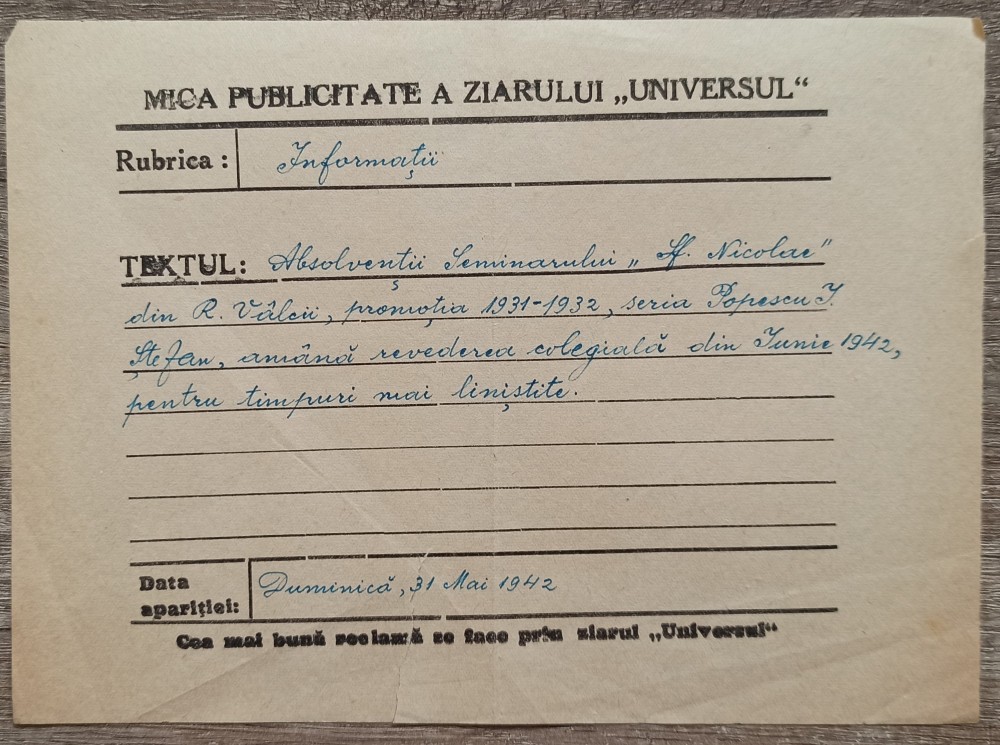 MICA PUBLICITATE A ZIARULUI „UNIVERSUL“
Rubrica : Informații
TEXTUL: Absolvenții Seminarului „Sf. Nicolae”
din R. Vâlcii, promoția 1931-1932, seria Popescu I.
Ștefan, amână revederea colegială din Iunie 1942,
pentru timpuri mai liniștite.
Data
apariției: Duminică, 31 Mai 1942
Cea mai bună reclamă se face prin ziarul „Universul“